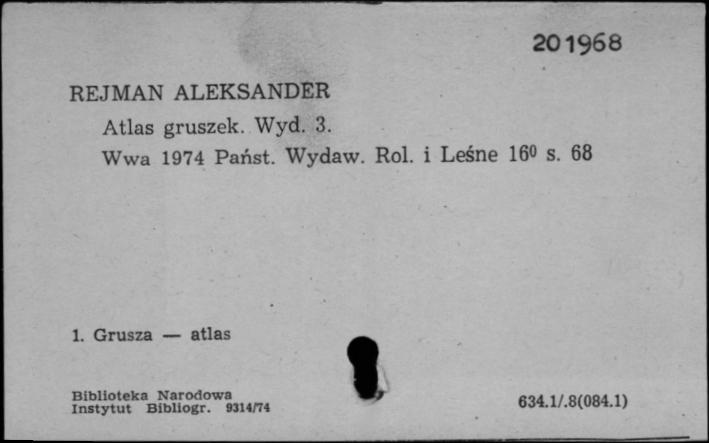 201968
REJMAN ALEKSANDER
Atlas gruszek. Wyd. 3.
Wwa 1974 Państ. Wydaw. Rol. i Leśne 16⁰ s. 68
1. Grusza — atlas
Biblioteka Narodowa
Instytut Bibliogr. 9314/74
634.1/.8(084.1)